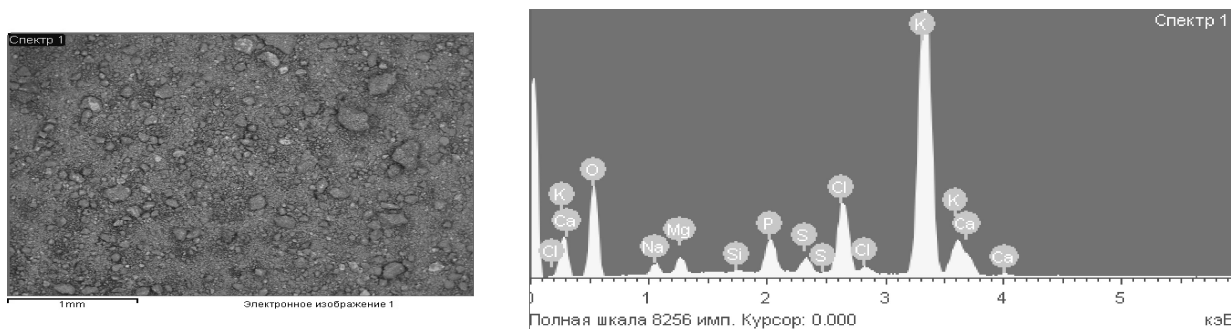 Спектр 1
1mm
Электронное изображение 1
Спектр 1
K
O
K
Ca
Cl
Na
Mg
Si
P
S
S
Cl
Cl
K
Ca
Ca
0 1 2 3 4 5
Полная шкала 8256 имп. Курсор: 0.000
кэВ